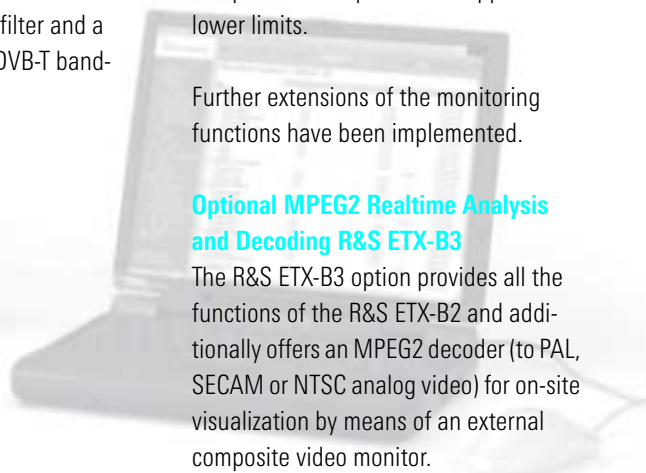 filter and a
DVB-T band-
lower limits.
Further extensions of the monitoring
functions have been implemented.
Optional MPEG2 Realtime Analysis
and Decoding R&S ETX-B3
The R&S ETX-B3 option provides all the
functions of the R&S ETX-B2 and addi-
tionally offers an MPEG2 decoder (to PAL,
SECAM or NTSC analog video) for on-site
visualization by means of an external
composite video monitor.